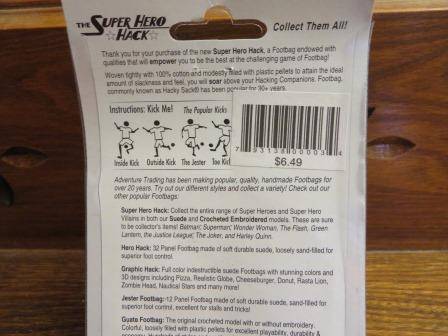 THE SUPER HERO
☆HACK☆
Collect Them All!
Thank you for your purchase of the new Super Hero Hack, a Footbag endowed with
qualities that will empower you to be the best at the challenging game of Footbag!
Woven tightly with 100% cotton and modestly filled with plastic pellets to attain the ideal
amount of slackness and feel, you will soar above your Hacking Companions. Footbag,
commonly known as Hacky Sack® has been popular for 30+ years.
Instructions: Kick Me! The Popular Kicks
Inside Kick Outside Kick The Jester Toe Kick
7 93138 00003 4
$6.49
Adventure Trading has been making popular, quality, handmade Footbags for
over 20 years. Try out our different styles and collect a variety! Check out our
other popular Footbags:
Super Hero Hack: Collect the entire range of Super Heroes and Super Hero
Villains in both our Suede and Crocheted Embroidered models. These are sure
to be collector's items! Batman, Superman, Wonder Woman, The Flash, Green
Lantern, the Justice League, The Joker, and Harley Quinn.
Hero Hack: 32 Panel Footbag made of soft durable suede, loosely sand-filled for
superior foot control.
Graphic Hack: Full color indestructible suede Footbags with stunning colors and
3D designs including Pizza, Realistic Globe, Cheeseburger, Donut, Rasta Lion,
Zombie Head, Nautical Stars and many more!
Jester Footbag: 12 Panel Footbag made of soft durable suede, sand-filled for
superior foot control, excellent for stalls and tricks!
Guate Footbag: The original crocheted model with or without embroidery.
Colorful, loosely filled with plastic pellets for excellent playability, durability &